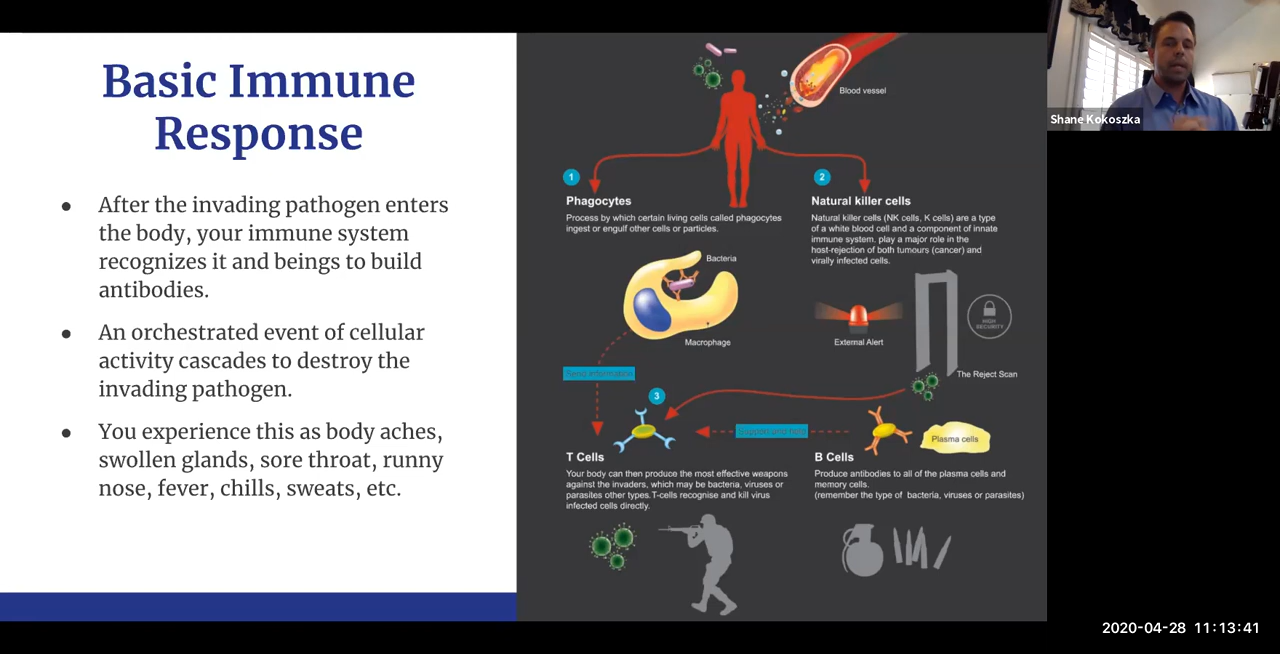 Basic Immune
Response
● After the invading pathogen enters
the body, your immune system
recognizes it and beings to build
antibodies.
● An orchestrated event of cellular
activity cascades to destroy the
invading pathogen.
● You experience this as body aches,
swollen glands, sore throat, runny
nose, fever, chills, sweats, etc.
Blood vessel
1
Phagocytes
Process by which certain living cells called phagocytes
ingest or engulf other cells or particles.
Bacteria
Macrophage
Send information
2
Natural killer cells
Natural killer cells (NK cells, K cells) are a type
of a white blood cell and a component of innate
immune system. play a major role in the
host-rejection of both tumours (cancer) and
virally infected cells.
External Alert
HIGH
SECURITY
The Reject Scan
3
T Cells
Your body can then produce the most effective weapons
against the invaders, which may be bacteria, viruses or
parasites other types.T-cells recognise and kill virus
infected cells directly.
Plasma cells
B Cells
Produce antibodies to all of the plasma cells and
memory cells.
(remember the type of bacteria, viruses or parasites)
Shane Kokoszka
2020-04-28 11:13:41